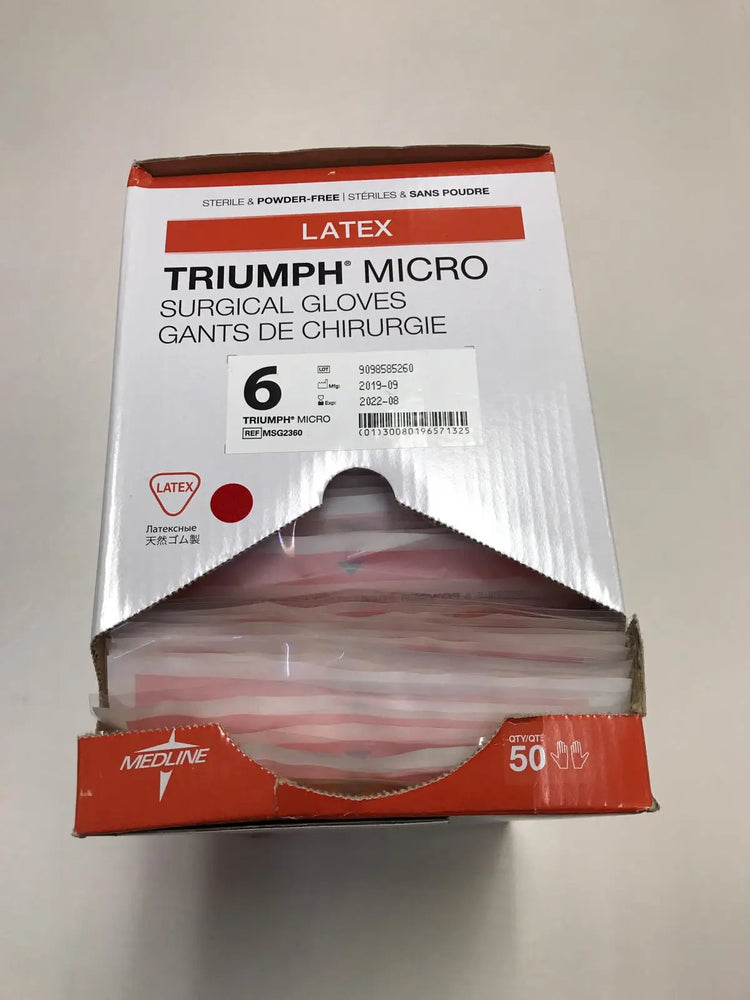 STERILE & POWDER-FREE | STÉRILES & SANS POUDRE
LATEX
TRIUMPH® MICRO
SURGICAL GLOVES
GANTS DE CHIRURGIE
6
TRIUMPH® MICRO
REF MSG2360
LOT 9098585260
Mfg: 2019-09
Exp: 2022-08
(01)30080196571325
LATEX
Латексные
天然ゴム製
MEDLINE
QTY/QTÉ
50